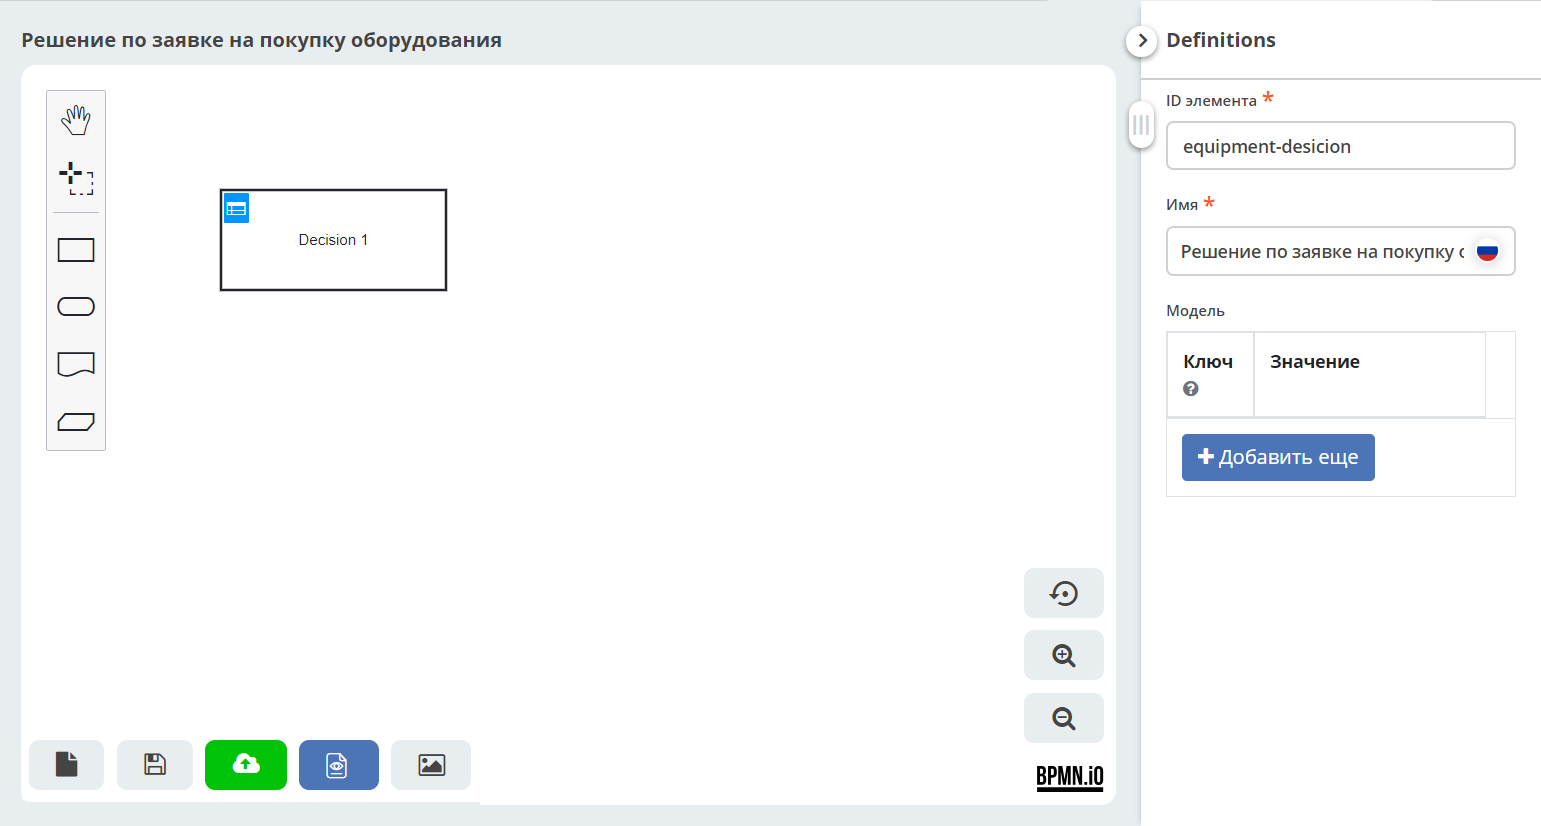 Решение по заявке на покупку оборудования
Decision 1
BPMN.iO
Definitions
ID элемента *
equipment-desicion
Имя *
Решение по заявке на покупку о
Модель
Ключ
Значение
Добавить еще